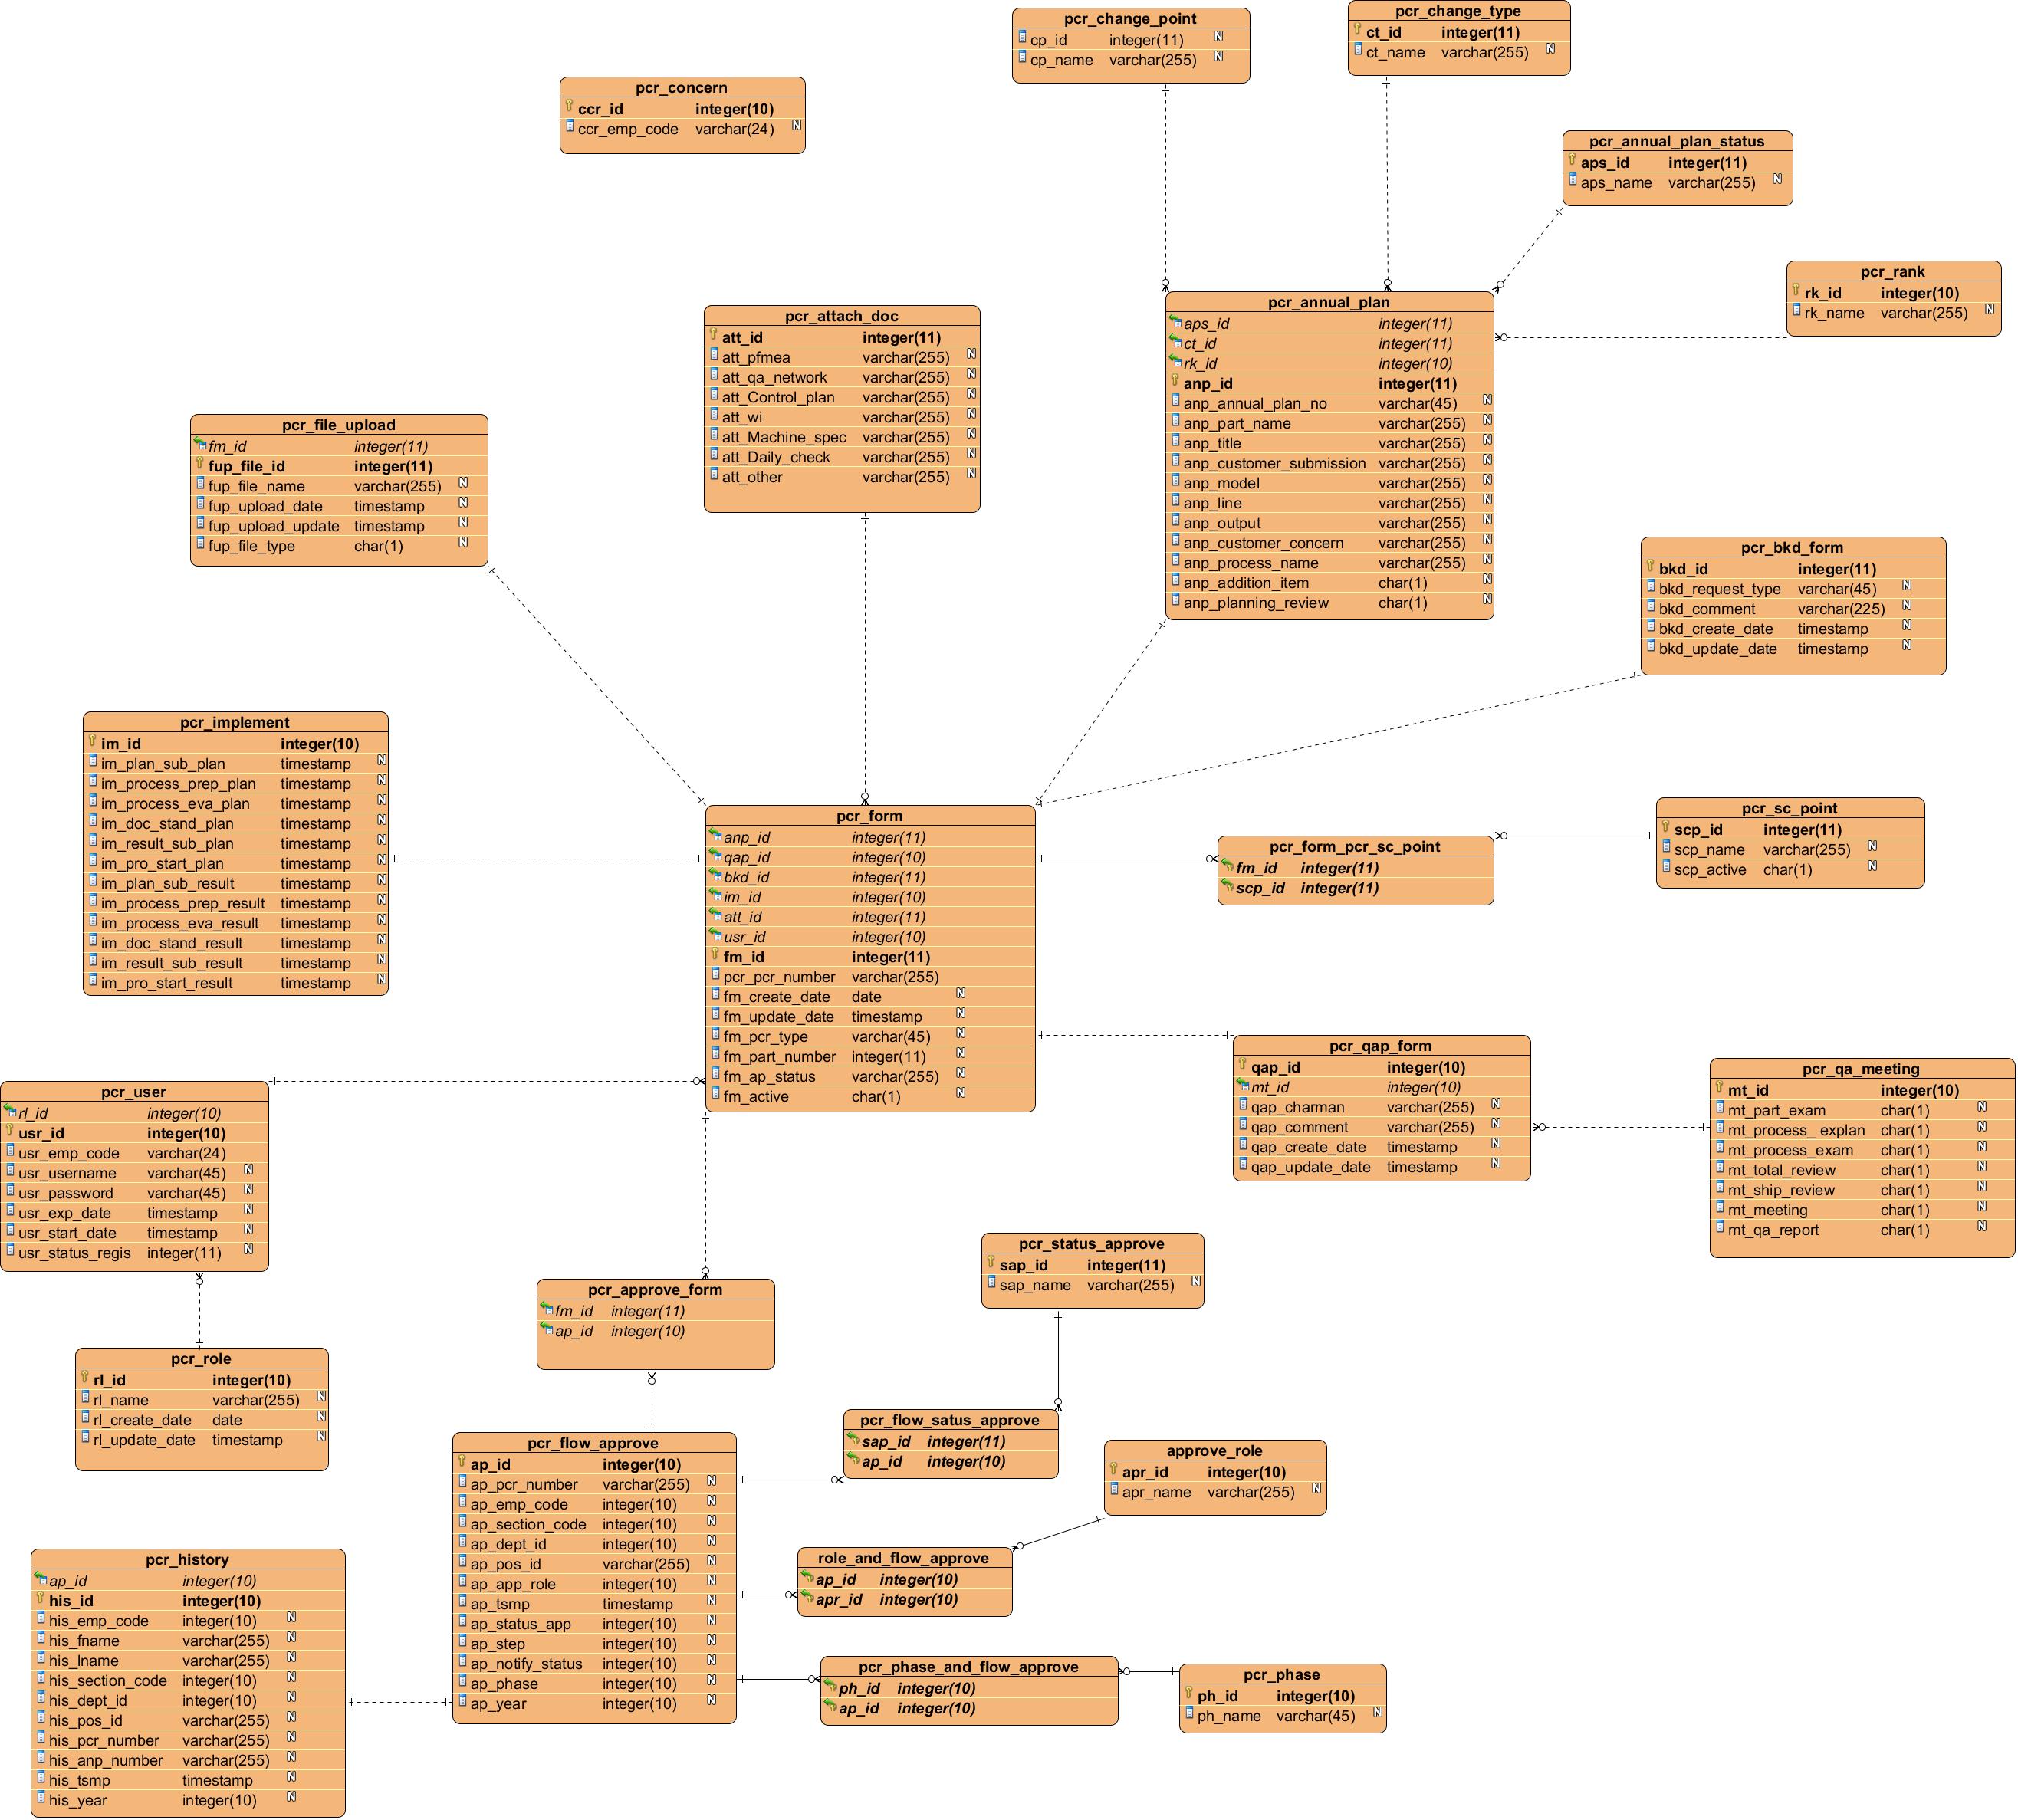 pcr_change_point
cp_id integer(11) N
cp_name varchar(255) N
pcr_change_type
ct_id integer(11)
ct_name varchar(255) N
pcr_concern
ccr_id integer(10)
ccr_emp_code varchar(24) N
pcr_annual_plan_status
aps_id integer(11)
aps_name varchar(255) N
pcr_rank
rk_id integer(10)
rk_name varchar(255) N
pcr_annual_plan
aps_id integer(11)
ct_id integer(11)
rk_id integer(10)
anp_id integer(11)
anp_annual_plan_no varchar(45) N
anp_part_name varchar(255) N
anp_title varchar(255) N
anp_customer_submission varchar(255) N
anp_model varchar(255) N
anp_line varchar(255) N
anp_output varchar(255) N
anp_customer_concern varchar(255) N
anp_process_name varchar(255) N
anp_addition_item char(1) N
anp_planning_review char(1) N
pcr_attach_doc
att_id integer(11)
att_pfmea varchar(255) N
att_qa_network varchar(255) N
att_Control_plan varchar(255) N
att_wi varchar(255) N
att_Machine_spec varchar(255) N
att_Daily_check varchar(255) N
att_other varchar(255) N
pcr_file_upload
fm_id integer(11)
fup_file_id integer(11)
fup_file_name varchar(255) N
fup_upload_date timestamp N
fup_upload_update timestamp N
fup_file_type char(1) N
pcr_bkd_form
bkd_id integer(11)
bkd_request_type varchar(45) N
bkd_comment varchar(225) N
bkd_create_date timestamp N
bkd_update_date timestamp N
pcr_implement
im_id integer(10)
im_plan_sub_plan timestamp N
im_process_prep_plan timestamp N
im_process_eva_plan timestamp N
im_doc_stand_plan timestamp N
im_result_sub_plan timestamp N
im_pro_start_plan timestamp N
im_plan_sub_result timestamp N
im_process_prep_result timestamp N
im_process_eva_result timestamp N
im_doc_stand_result timestamp N
im_result_sub_result timestamp N
im_pro_start_result timestamp N
pcr_form
anp_id integer(11)
qap_id integer(10)
bkd_id integer(11)
im_id integer(10)
att_id integer(11)
usr_id integer(10)
fm_id integer(11)
pcr_pcr_number varchar(255)
fm_create_date date N
fm_update_date timestamp N
fm_pcr_type varchar(45) N
fm_part_number integer(11) N
fm_ap_status varchar(255) N
fm_active char(1) N
pcr_form_pcr_sc_point
fm_id integer(11)
scp_id integer(11)
pcr_sc_point
scp_id integer(11)
scp_name varchar(255) N
scp_active char(1) N
pcr_qap_form
qap_id integer(10)
mt_id integer(10)
qap_charman varchar(255) N
qap_comment varchar(255) N
qap_create_date timestamp N
qap_update_date timestamp N
pcr_qa_meeting
mt_id integer(10)
mt_part_exam char(1) N
mt_process_ explan char(1) N
mt_process_exam char(1) N
mt_total_review char(1) N
mt_ship_review char(1) N
mt_meeting char(1) N
mt_qa_report char(1) N
pcr_user
rl_id integer(10)
usr_id integer(10)
usr_emp_code varchar(24)
usr_username varchar(45) N
usr_password varchar(45) N
usr_exp_date timestamp N
usr_start_date timestamp N
usr_status_regis integer(11) N
pcr_role
rl_id integer(10)
rl_name varchar(255) N
rl_create_date date N
rl_update_date timestamp N
pcr_approve_form
fm_id integer(11)
ap_id integer(10)
pcr_status_approve
sap_id integer(11)
sap_name varchar(255) N
pcr_flow_satus_approve
sap_id integer(11)
ap_id integer(10)
pcr_flow_approve
ap_id integer(10)
ap_pcr_number varchar(255) N
ap_emp_code integer(10) N
ap_section_code integer(10) N
ap_dept_id integer(10) N
ap_pos_id varchar(255) N
ap_app_role integer(10) N
ap_tsmp timestamp N
ap_status_app integer(10) N
ap_step integer(10) N
ap_notify_status integer(10) N
ap_phase integer(10) N
ap_year integer(10) N
approve_role
apr_id integer(10)
apr_name varchar(255) N
role_and_flow_approve
ap_id integer(10)
apr_id integer(10)
pcr_history
ap_id integer(10)
his_id integer(10)
his_emp_code integer(10) N
his_fname varchar(255) N
his_lname varchar(255) N
his_section_code integer(10) N
his_dept_id integer(10) N
his_pos_id varchar(255) N
his_pcr_number varchar(255) N
his_anp_number varchar(255) N
his_tsmp timestamp N
his_year integer(10) N
pcr_phase_and_flow_approve
ph_id integer(10)
ap_id integer(10)
pcr_phase
ph_id integer(10)
ph_name varchar(45) N